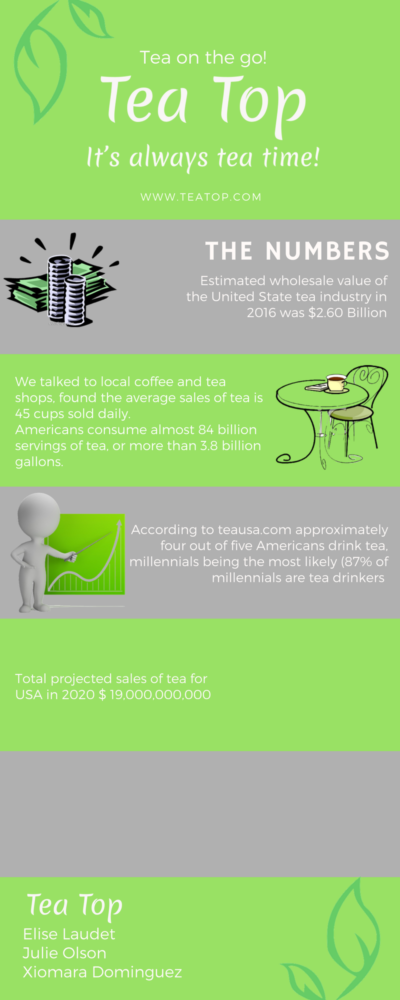 Tea on the go!
Tea Top
It's always tea time!
WWW.TEATOP.COM
THE NUMBERS
Estimated wholesale value of
the United State tea industry in
2016 was $2.60 Billion
We talked to local coffee and tea
shops, found the average sales of tea is
45 cups sold daily.
Americans consume almost 84 billion
servings of tea, or more than 3.8 billion
gallons.
According to teausa.com approximately
four out of five Americans drink tea,
millennials being the most likely (87% of
millennials are tea drinkers
Total projected sales of tea for
USA in 2020 $ 19,000,000,000
Tea Top
Elise Laudet
Julie Olson
Xiomara Dominguez